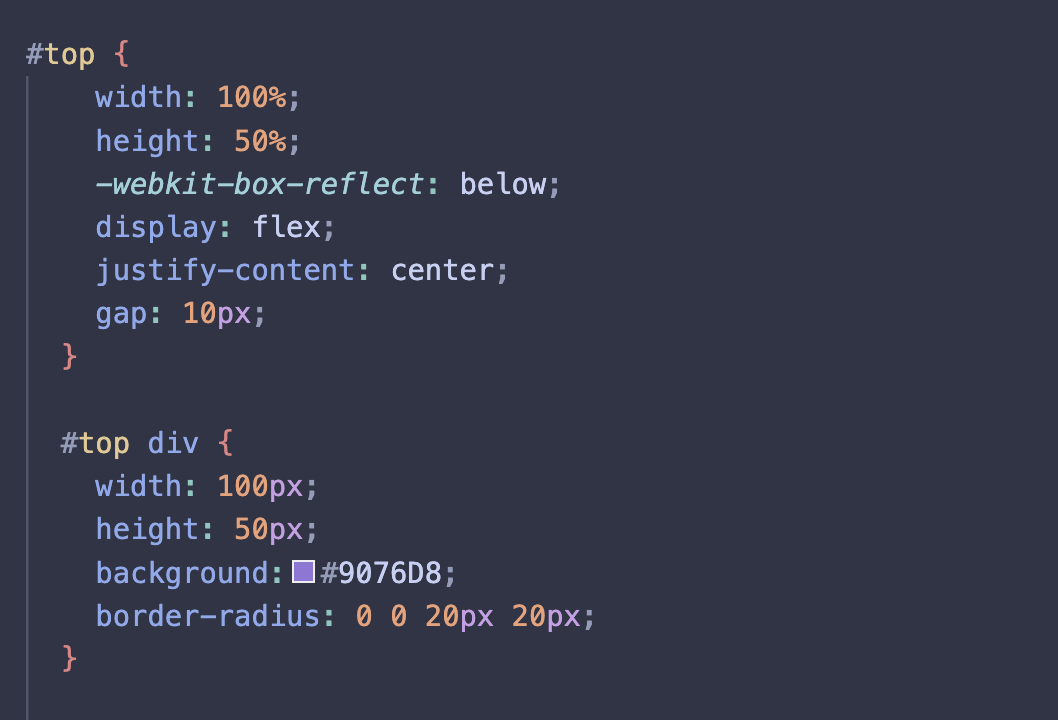 #top {
width: 100%;
height: 50%;
-webkit-box-reflect: below;
display: flex;
justify-content: center;
gap: 10px;
}
#top div {
width: 100px;
height: 50px;
background: #9076D8;
border-radius: 0 0 20px 20px;
}